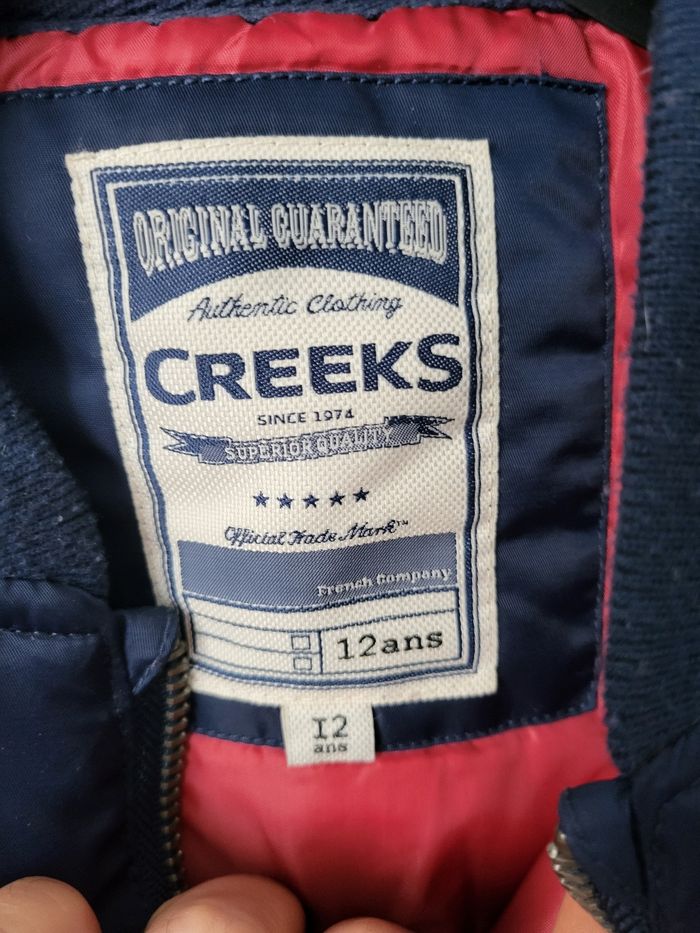 ORIGINAL GUARANTEED
Authentic Clothing
CREEKS
SINCE 1974
SUPERIOR QUALITY
Official Trade Mark™
French Company
12ans
12
ans